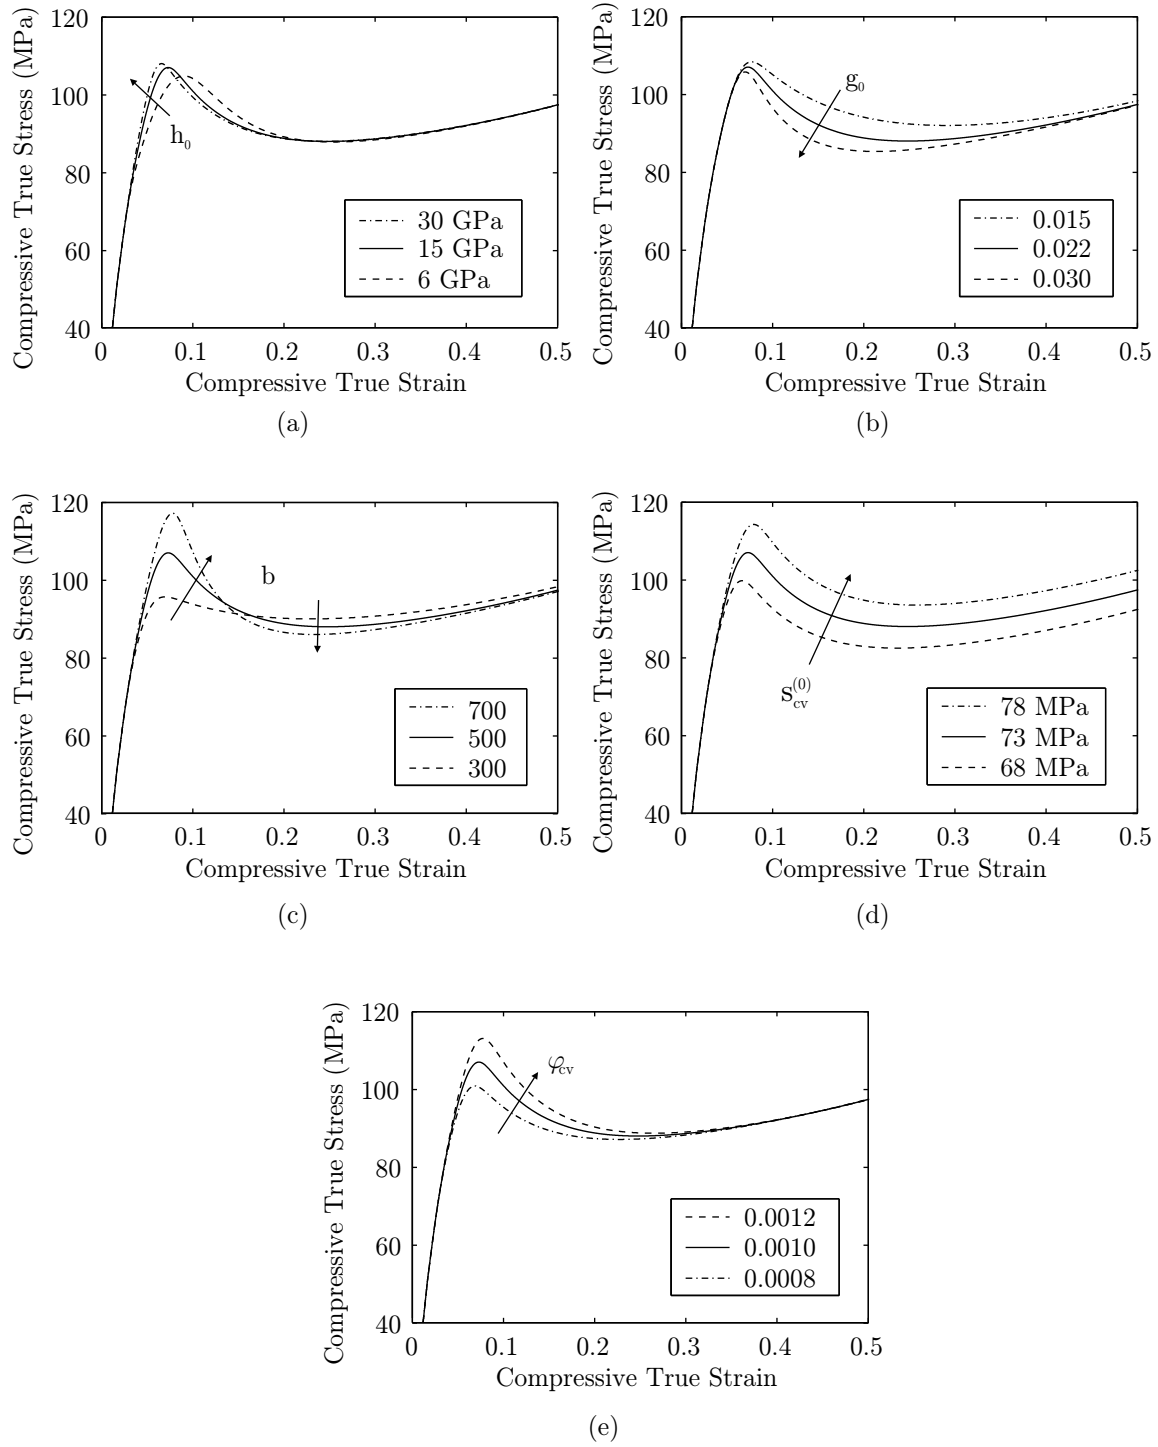 Compressive True Stress (MPa)
120
100
80
60
40
0
0.1
0.2
0.3
0.4
0.5
Compressive True Strain
h₀
30 GPa
15 GPa
6 GPa
(a)
Compressive True Stress (MPa)
120
100
80
60
40
0
0.1
0.2
0.3
0.4
0.5
Compressive True Strain
g₀
0.015
0.022
0.030
(b)
Compressive True Stress (MPa)
120
100
80
60
40
0
0.1
0.2
0.3
0.4
0.5
Compressive True Strain
b
700
500
300
(c)
Compressive True Stress (MPa)
120
100
80
60
40
0
0.1
0.2
0.3
0.4
0.5
Compressive True Strain
s_cv^(0)
78 MPa
73 MPa
68 MPa
(d)
Compressive True Stress (MPa)
120
100
80
60
40
0
0.1
0.2
0.3
0.4
0.5
Compressive True Strain
φ_cv
0.0012
0.0010
0.0008
(e)